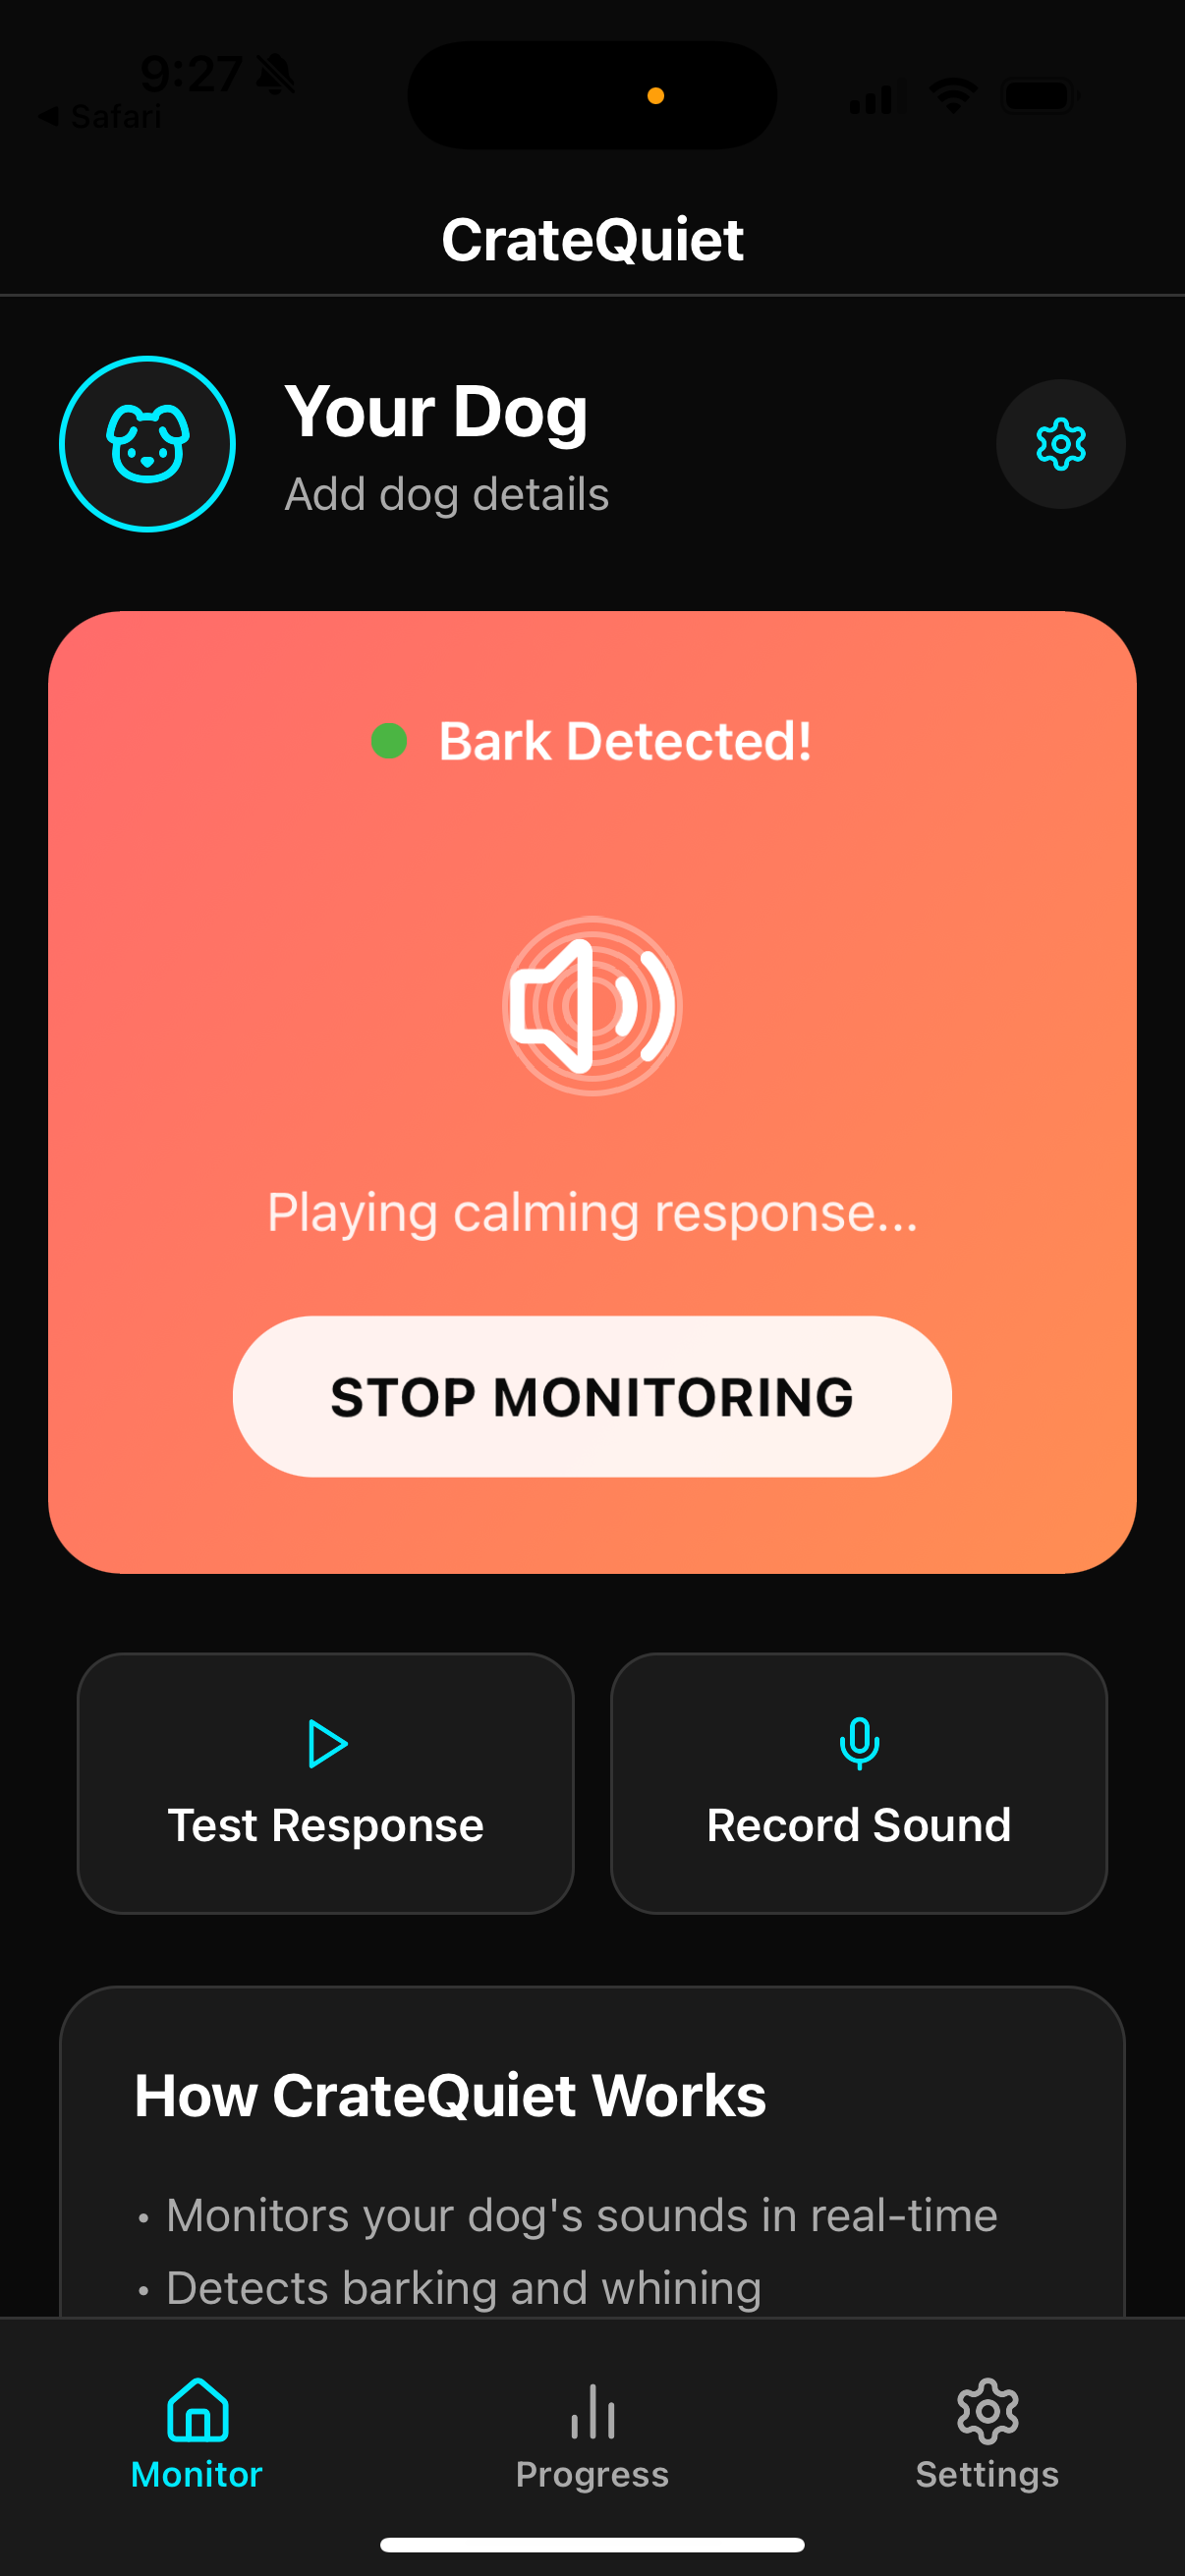 9:27
Safari
CrateQuiet
Your Dog
Add dog details
Bark Detected!
Playing calming response...
STOP MONITORING
Test Response
Record Sound
How CrateQuiet Works
• Monitors your dog's sounds in real-time
• Detects barking and whining
Monitor
Progress
Settings